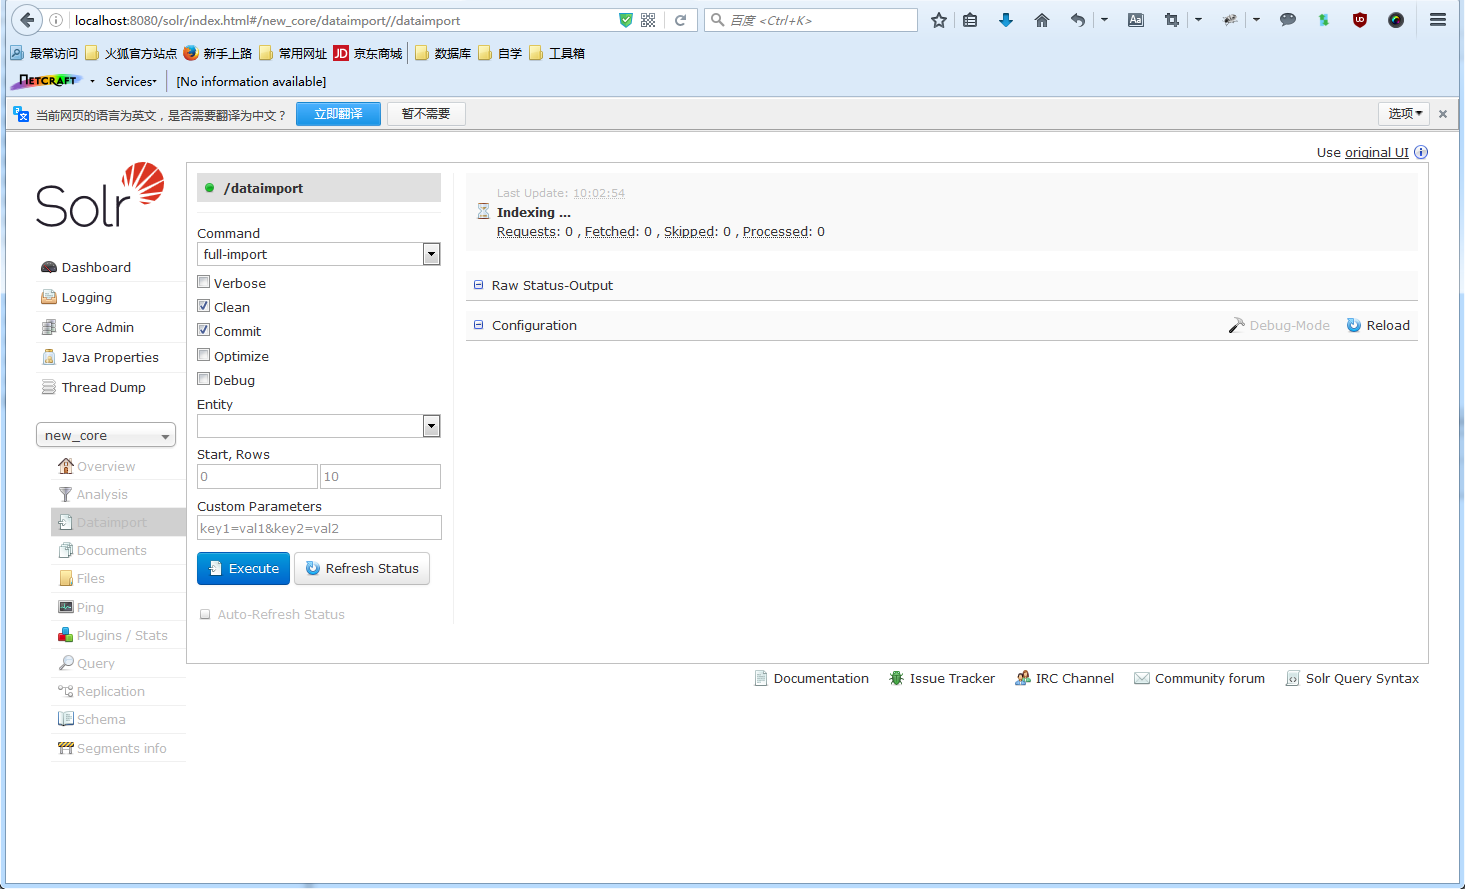 localhost:8080/solr/index.html#/new_core/dataimport//dataimport
百度 <Ctrl+K>
最常访问 火狐官方站点 新手上路 常用网址 JD 京东商城 数据库 自学 工具箱
NETCRAFT Services [No information available]
当前网页的语言为英文，是否需要翻译为中文？ 立即翻译 暂不需要 选项
Use original UI
Solr
Dashboard
Logging
Core Admin
Java Properties
Thread Dump
new_core
Overview
Analysis
Dataimport
Documents
Files
Ping
Plugins / Stats
Query
Replication
Schema
Segments info
/dataimport
Command
full-import
Verbose
Clean
Commit
Optimize
Debug
Entity
Start, Rows
0 10
Custom Parameters
key1=val1&key2=val2
Execute Refresh Status
Auto-Refresh Status
Last Update: 10:02:54
Indexing ...
Requests: 0 , Fetched: 0 , Skipped: 0 , Processed: 0
Raw Status-Output
Configuration Debug-Mode Reload
Documentation Issue Tracker IRC Channel Community forum Solr Query Syntax